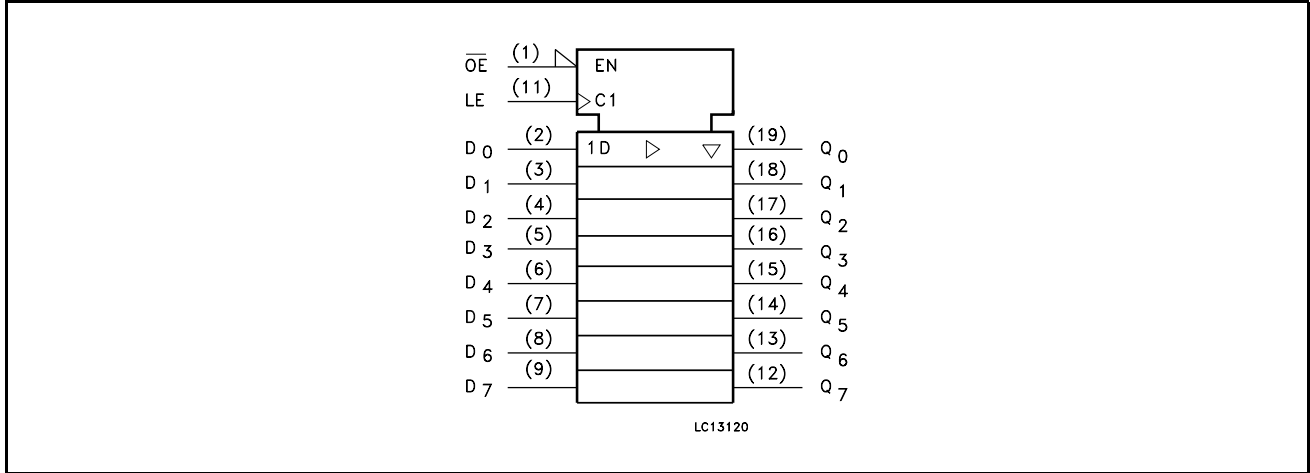 O̅E̅ (1) EN
LE (11) C1
D0 (2) 1D (19) Q0
D1 (3) (18) Q1
D2 (4) (17) Q2
D3 (5) (16) Q3
D4 (6) (15) Q4
D5 (7) (14) Q5
D6 (8) (13) Q6
D7 (9) (12) Q7
LC13120